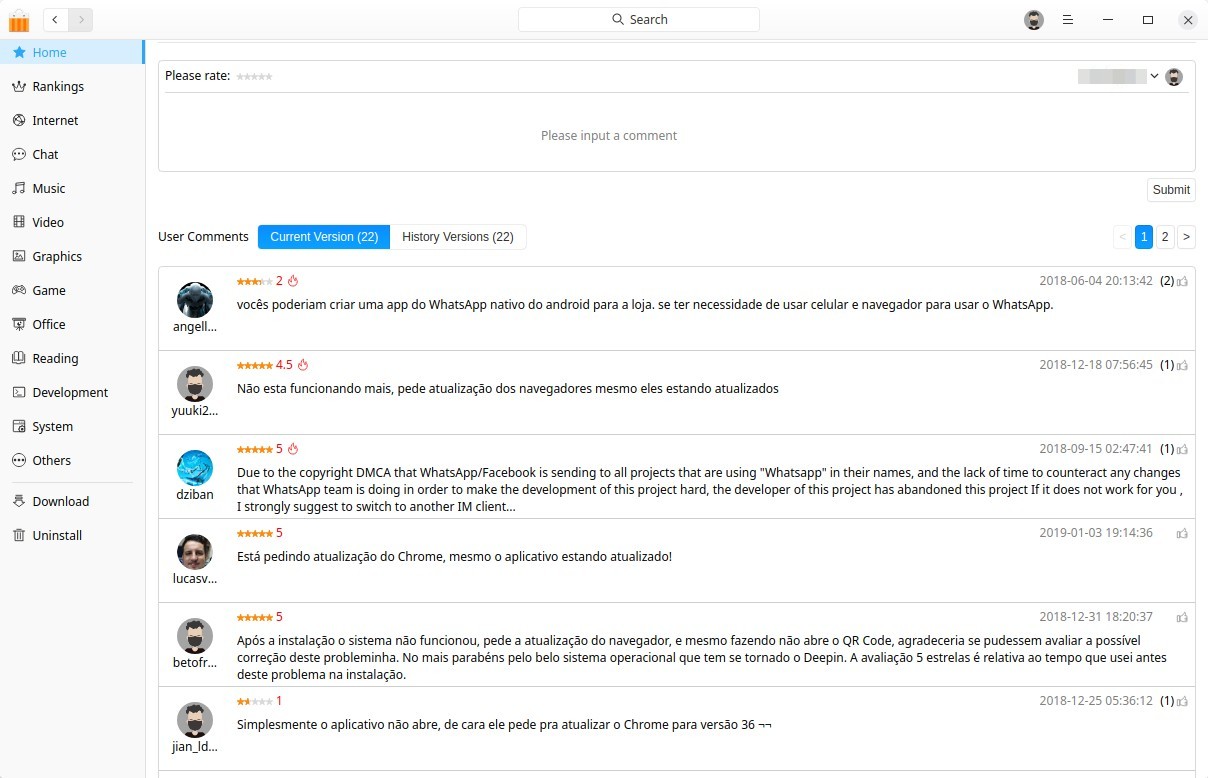 Search
Home
Rankings
Internet
Chat
Music
Video
Graphics
Game
Office
Reading
Development
System
Others
Download
Uninstall
Please rate:
Please input a comment
Submit
User Comments Current Version (22) History Versions (22) < 1 2 >
2 2018-06-04 20:13:42 (2)
vocês poderiam criar uma app do WhatsApp nativo do android para a loja. se ter necessidade de usar celular e navegador para usar o WhatsApp.
angell...
4.5 2018-12-18 07:56:45 (1)
Não esta funcionando mais, pede atualização dos navegadores mesmo eles estando atualizados
yuuki2...
5 2018-09-15 02:47:41 (1)
Due to the copyright DMCA that WhatsApp/Facebook is sending to all projects that are using "Whatsapp" in their names, and the lack of time to counteract any changes
that WhatsApp team is doing in order to make the development of this project hard, the developer of this project has abandoned this project If it does not work for you ,
I strongly suggest to switch to another IM client...
dziban
5 2019-01-03 19:14:36
Está pedindo atualização do Chrome, mesmo o aplicativo estando atualizado!
lucasv...
5 2018-12-31 18:20:37
Após a instalação o sistema não funcionou, pede a atualização do navegador, e mesmo fazendo não abre o QR Code, agradeceria se pudessem avaliar a possível
correção deste probleminha. No mais parabéns pelo belo sistema operacional que tem se tornado o Deepin. A avaliação 5 estrelas é relativa ao tempo que usei antes
deste problema na instalação.
betofr...
1 2018-12-25 05:36:12 (1)
Simplesmente o aplicativo não abre, de cara ele pede pra atualizar o Chrome para versão 36 ¬¬
jian_ld...